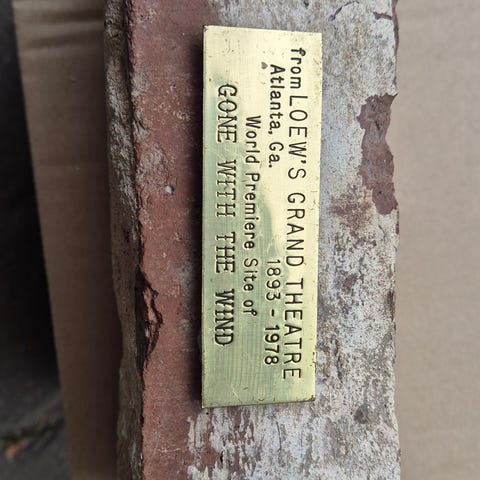 from LOEW'S GRAND THEATRE
Atlanta, Ga. 1893 - 1978
World Premiere Site of
GONE WITH THE WIND